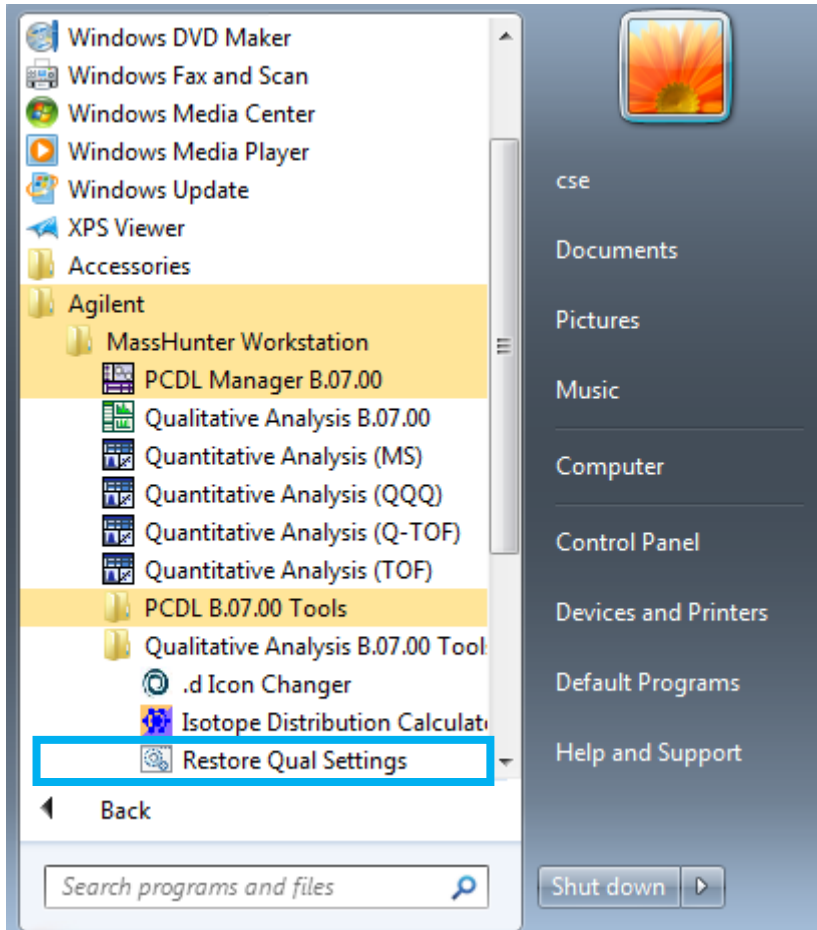 Windows DVD Maker
Windows Fax and Scan
Windows Media Center
Windows Media Player
Windows Update
XPS Viewer
Accessories
Agilent
MassHunter Workstation
PCDL Manager B.07.00
Qualitative Analysis B.07.00
Quantitative Analysis (MS)
Quantitative Analysis (QQQ)
Quantitative Analysis (Q-TOF)
Quantitative Analysis (TOF)
PCDL B.07.00 Tools
Qualitative Analysis B.07.00 Tool
.d Icon Changer
Isotope Distribution Calculat
Restore Qual Settings
Back
Search programs and files
cse
Documents
Pictures
Music
Computer
Control Panel
Devices and Printers
Default Programs
Help and Support
Shut down